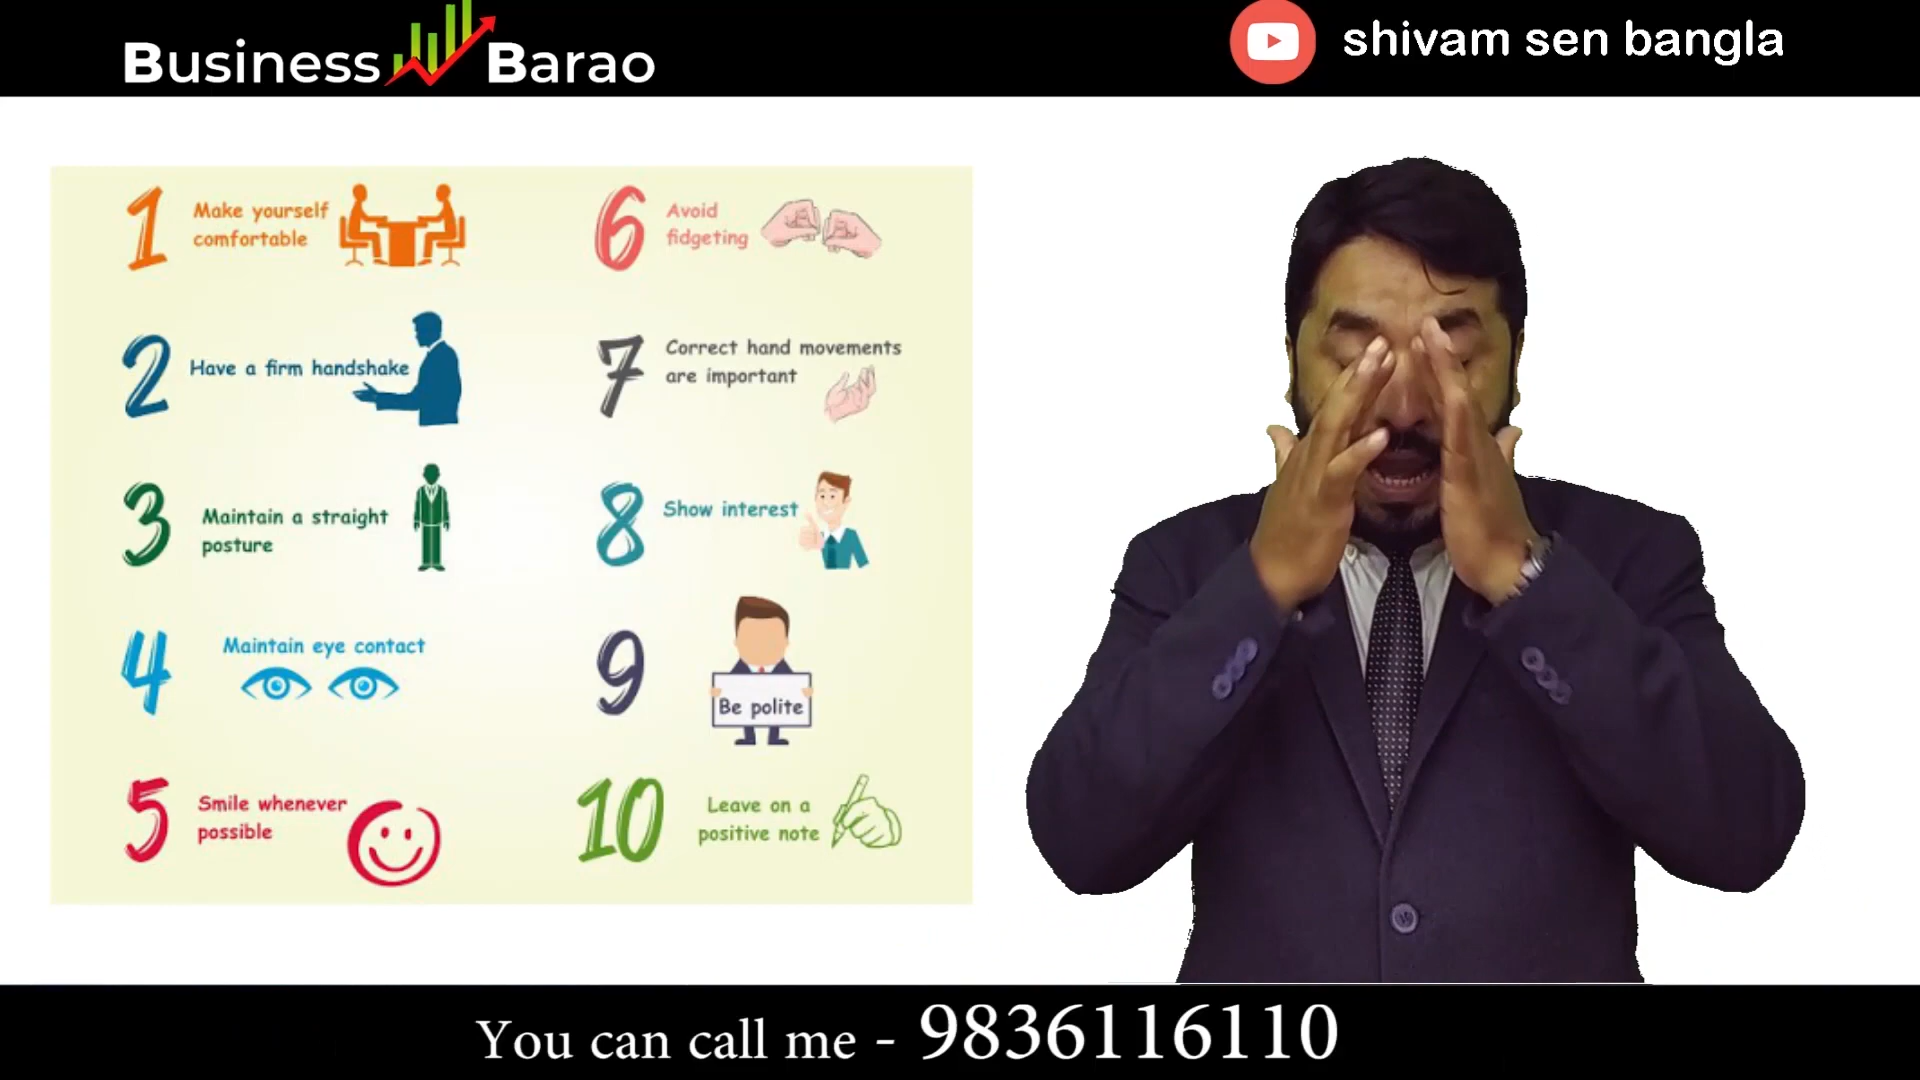 Business Barao
shivam sen bangla
1 Make yourself
comfortable
2 Have a firm handshake
3 Maintain a straight
posture
4 Maintain eye contact
5 Smile whenever
possible
6 Avoid
fidgeting
7 Correct hand movements
are important
8 Show interest
9 Be polite
10 Leave on a
positive note
You can call me - 9836116110